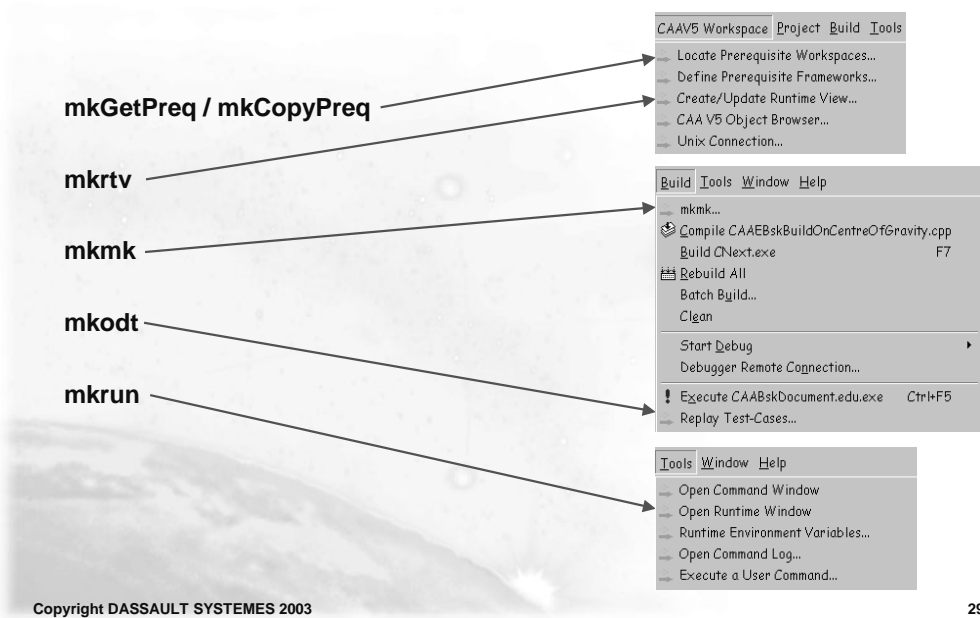 CAAV5 Workspace Project Build Tools
Locate Prerequisite Workspaces...
Define Prerequisite Frameworks...
Create/Update Runtime View...
CAA V5 Object Browser...
Unix Connection...
mkGetPreq / mkCopyPreq
mkrtv
mkmk
mkodt
mkrun
Build Tools Window Help
mkmk...
Compile CAAEBskBuildOnCentreOfGravity.cpp
Build CNext.exe F7
Rebuild All
Batch Build...
Clean
Start Debug
Debugger Remote Connection...
Execute CAABskDocument.edu.exe Ctrl+F5
Replay Test-Cases...
Tools Window Help
Open Command Window
Open Runtime Window
Runtime Environment Variables...
Open Command Log...
Execute a User Command...
Copyright DASSAULT SYSTEMES 2003
29